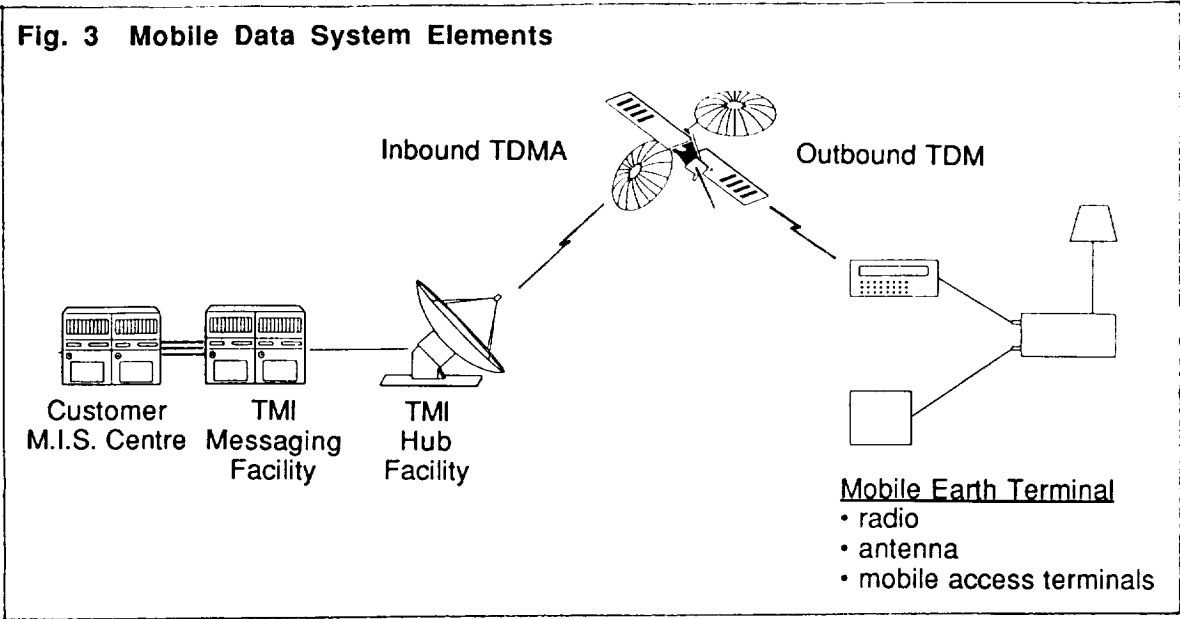 Fig. 3 Mobile Data System Elements
Inbound TDMA
Outbound TDM
Customer
M.I.S. Centre
TMI
Messaging
Facility
TMI
Hub
Facility
Mobile Earth Terminal
• radio
• antenna
• mobile access terminals